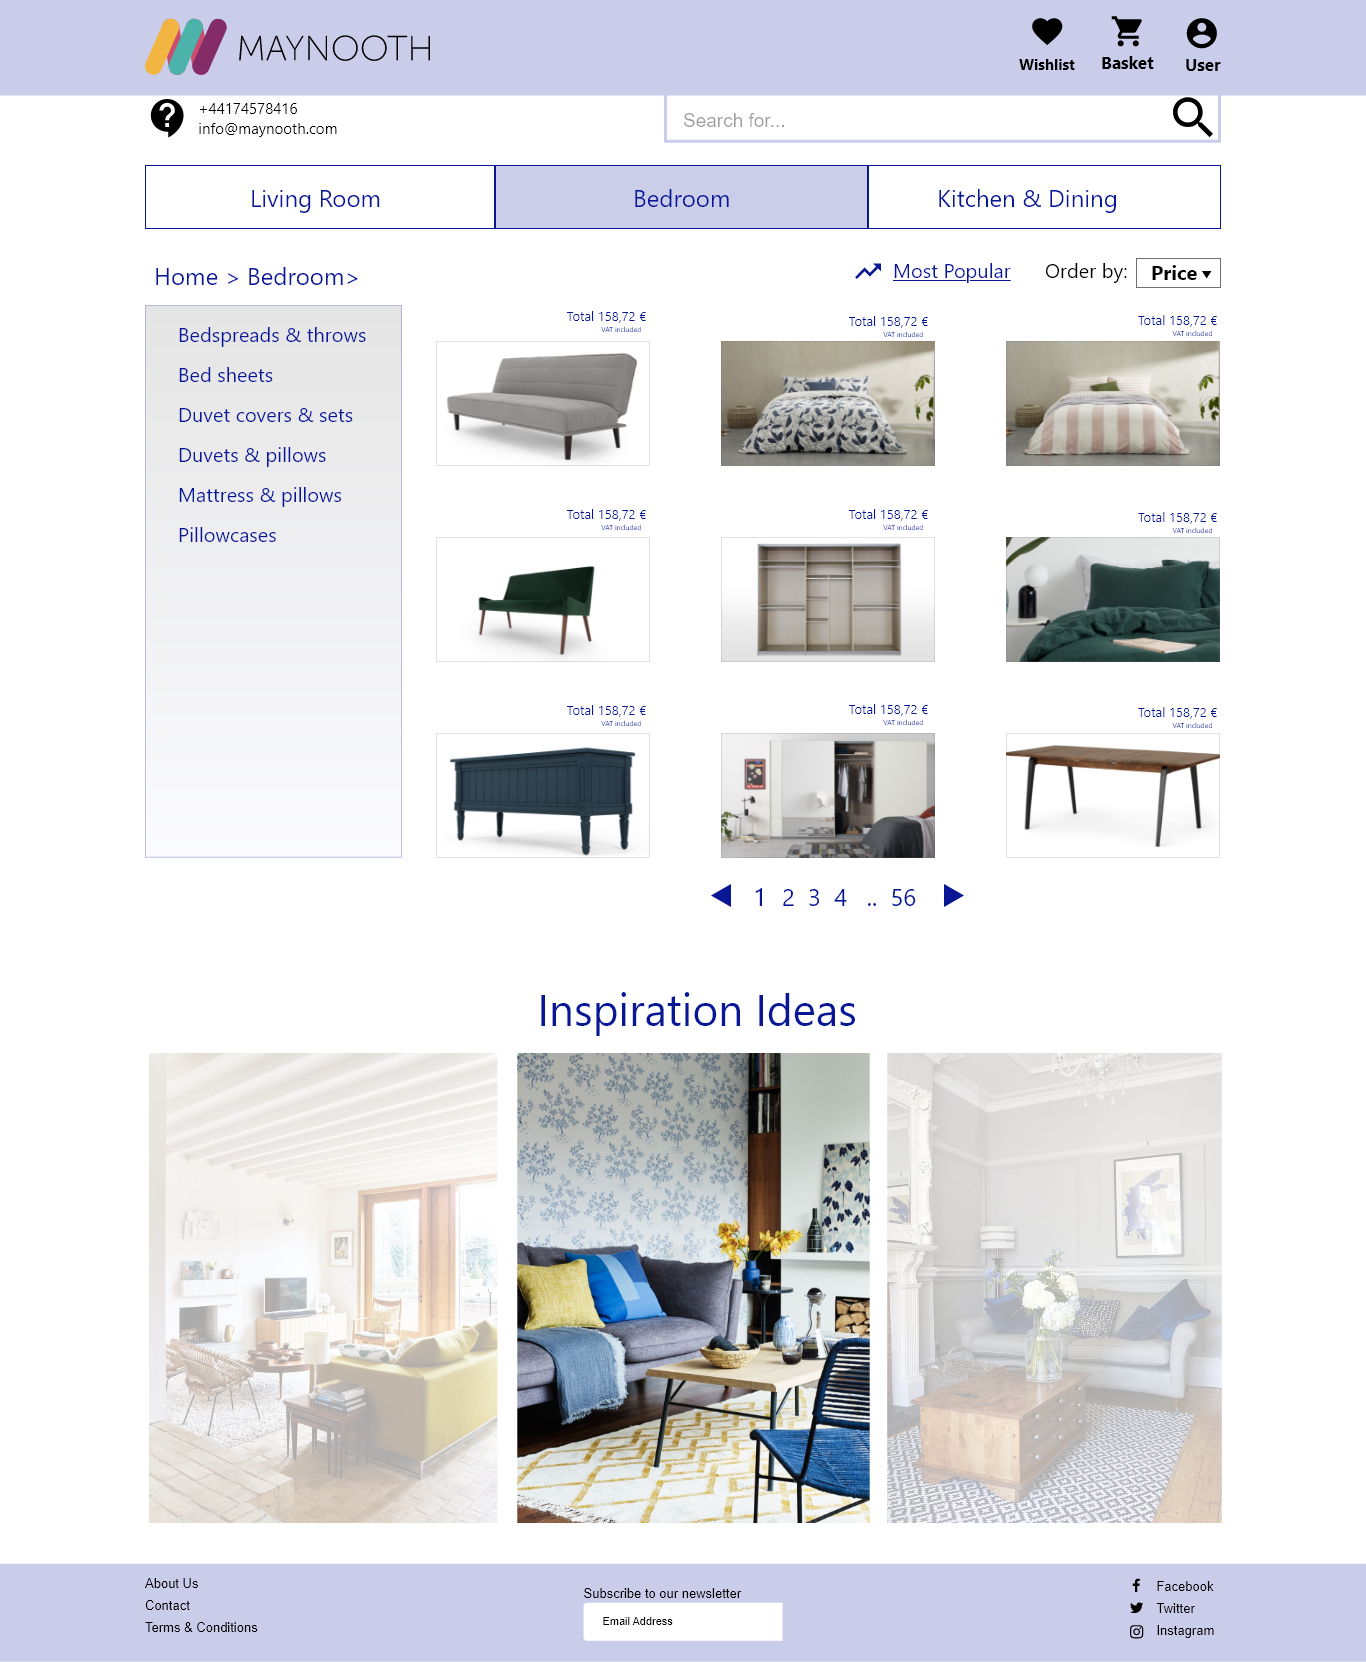 MAYNOOTH
Wishlist
Basket
User
+44174578416
info@maynooth.com
Search for...
Living Room
Bedroom
Kitchen & Dining
Home > Bedroom>
Most Popular
Order by:
Price
Bedspreads & throws
Bed sheets
Duvet covers & sets
Duvets & pillows
Mattress & pillows
Pillowcases
Total 158,72 €
VAT included
Total 158,72 €
VAT included
Total 158,72 €
VAT included
Total 158,72 €
VAT included
Total 158,72 €
VAT included
Total 158,72 €
VAT included
Total 158,72 €
VAT included
Total 158,72 €
VAT included
Total 158,72 €
VAT included
1 2 3 4 .. 56
Inspiration Ideas
About Us
Contact
Terms & Conditions
Subscribe to our newsletter
Email Address
Facebook
Twitter
Instagram